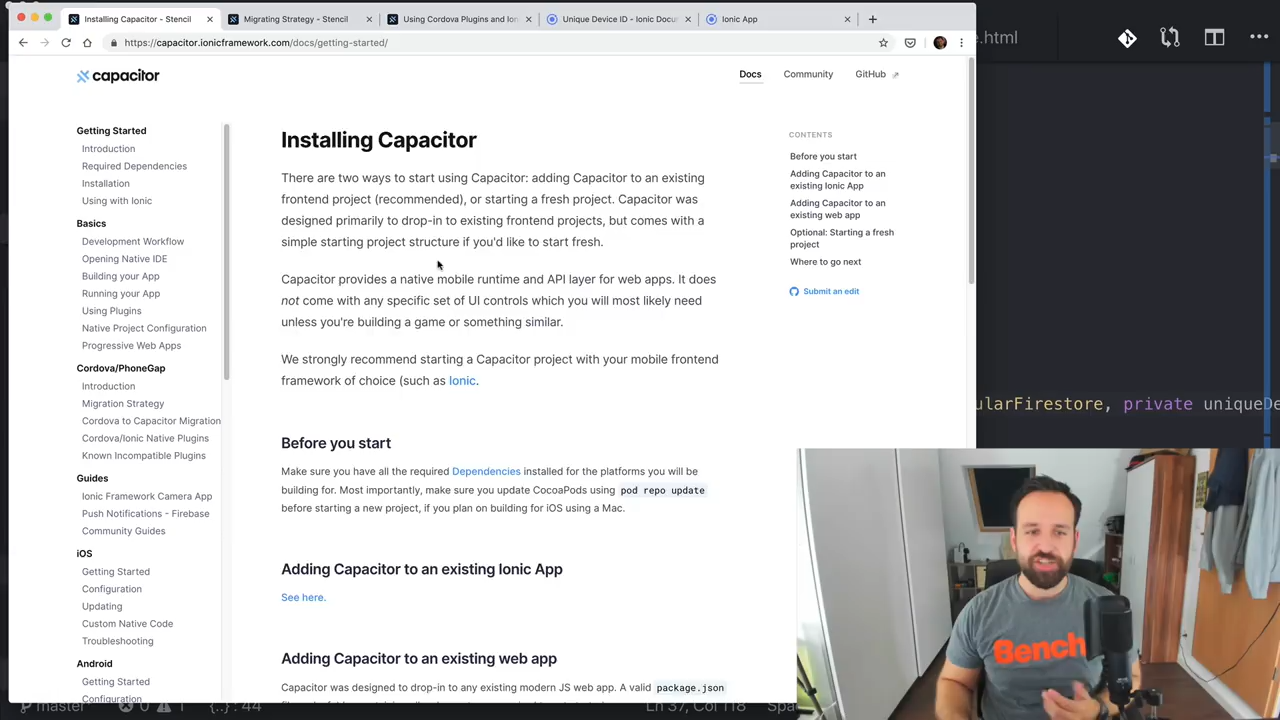 Installing Capacitor - Stencil
Migrating Strategy - Stencil
Using Cordova Plugins and Ion
Unique Device ID - Ionic Docu
Ionic App
https://capacitor.ionicframework.com/docs/getting-started/
e.html
capacitor
Docs
Community
GitHub
Getting Started
Introduction
Required Dependencies
Installation
Using with Ionic
Basics
Development Workflow
Opening Native IDE
Building your App
Running your App
Using Plugins
Native Project Configuration
Progressive Web Apps
Cordova/PhoneGap
Introduction
Migration Strategy
Cordova to Capacitor Migration
Cordova/Ionic Native Plugins
Known Incompatible Plugins
Guides
Ionic Framework Camera App
Push Notifications - Firebase
Community Guides
iOS
Getting Started
Configuration
Updating
Custom Native Code
Troubleshooting
Android
Getting Started
Configuration
Installing Capacitor
There are two ways to start using Capacitor: adding Capacitor to an existing
frontend project (recommended), or starting a fresh project. Capacitor was
designed primarily to drop-in to existing frontend projects, but comes with a
simple starting project structure if you'd like to start fresh.
Capacitor provides a native mobile runtime and API layer for web apps. It does
not come with any specific set of UI controls which you will most likely need
unless you're building a game or something similar.
We strongly recommend starting a Capacitor project with your mobile frontend
framework of choice (such as Ionic.
Before you start
Make sure you have all the required Dependencies installed for the platforms you will be
building for. Most importantly, make sure you update CocoaPods using pod repo update
before starting a new project, if you plan on building for iOS using a Mac.
Adding Capacitor to an existing Ionic App
See here.
Adding Capacitor to an existing web app
Capacitor was designed to drop-in to any existing modern JS web app. A valid package.json
CONTENTS
Before you start
Adding Capacitor to an
existing Ionic App
Adding Capacitor to an
existing web app
Optional: Starting a fresh
project
Where to go next
Submit an edit
ularFirestore, private uniqueDe
Bench
master
0
1
{..}: 44
Ln 37, Col 118
Spac